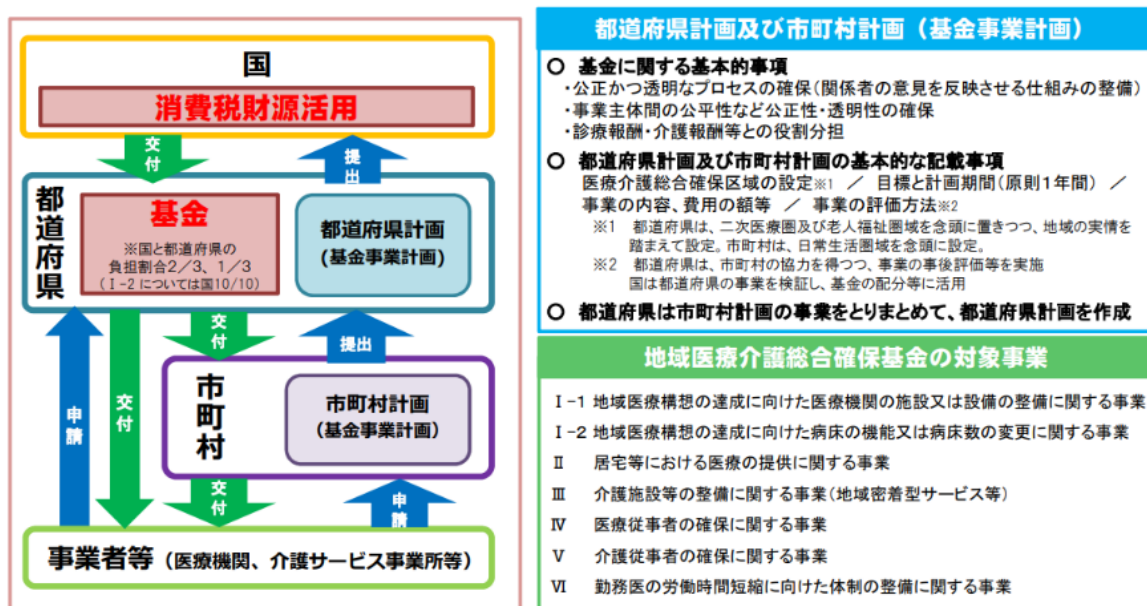 国
消費税財源活用
交付
提出
都道府県
基金
※国と都道府県の
負担割合2/3、1/3
(Ⅰ-2 については国10/10)
都道府県計画
(基金事業計画)
交付
提出
申請
交付
市町村
市町村計画
(基金事業計画)
交付
申請
事業者等(医療機関、介護サービス事業所等)
都道府県計画及び市町村計画(基金事業計画)
○ 基金に関する基本的事項
・公正かつ透明なプロセスの確保(関係者の意見を反映させる仕組みの整備)
・事業主体間の公平性など公正性・透明性の確保
・診療報酬・介護報酬等との役割分担
○ 都道府県計画及び市町村計画の基本的な記載事項
医療介護総合確保区域の設定※1 / 目標と計画期間(原則1年間) /
事業の内容、費用の額等 / 事業の評価方法※2
※1 都道府県は、二次医療圏及び老人福祉圏域を念頭に置きつつ、地域の実情を
踏まえて設定。市町村は、日常生活圏域を念頭に設定。
※2 都道府県は、市町村の協力を得つつ、事業の事後評価等を実施
国は都道府県の事業を検証し、基金の配分等に活用
○ 都道府県は市町村計画の事業をとりまとめて、都道府県計画を作成
地域医療介護総合確保基金の対象事業
Ⅰ-1 地域医療構想の達成に向けた医療機関の施設又は設備の整備に関する事業
Ⅰ-2 地域医療構想の達成に向けた病床の機能又は病床数の変更に関する事業
Ⅱ 居宅等における医療の提供に関する事業
Ⅲ 介護施設等の整備に関する事業(地域密着型サービス等)
Ⅳ 医療従事者の確保に関する事業
Ⅴ 介護従事者の確保に関する事業
Ⅵ 勤務医の労働時間短縮に向けた体制の整備に関する事業